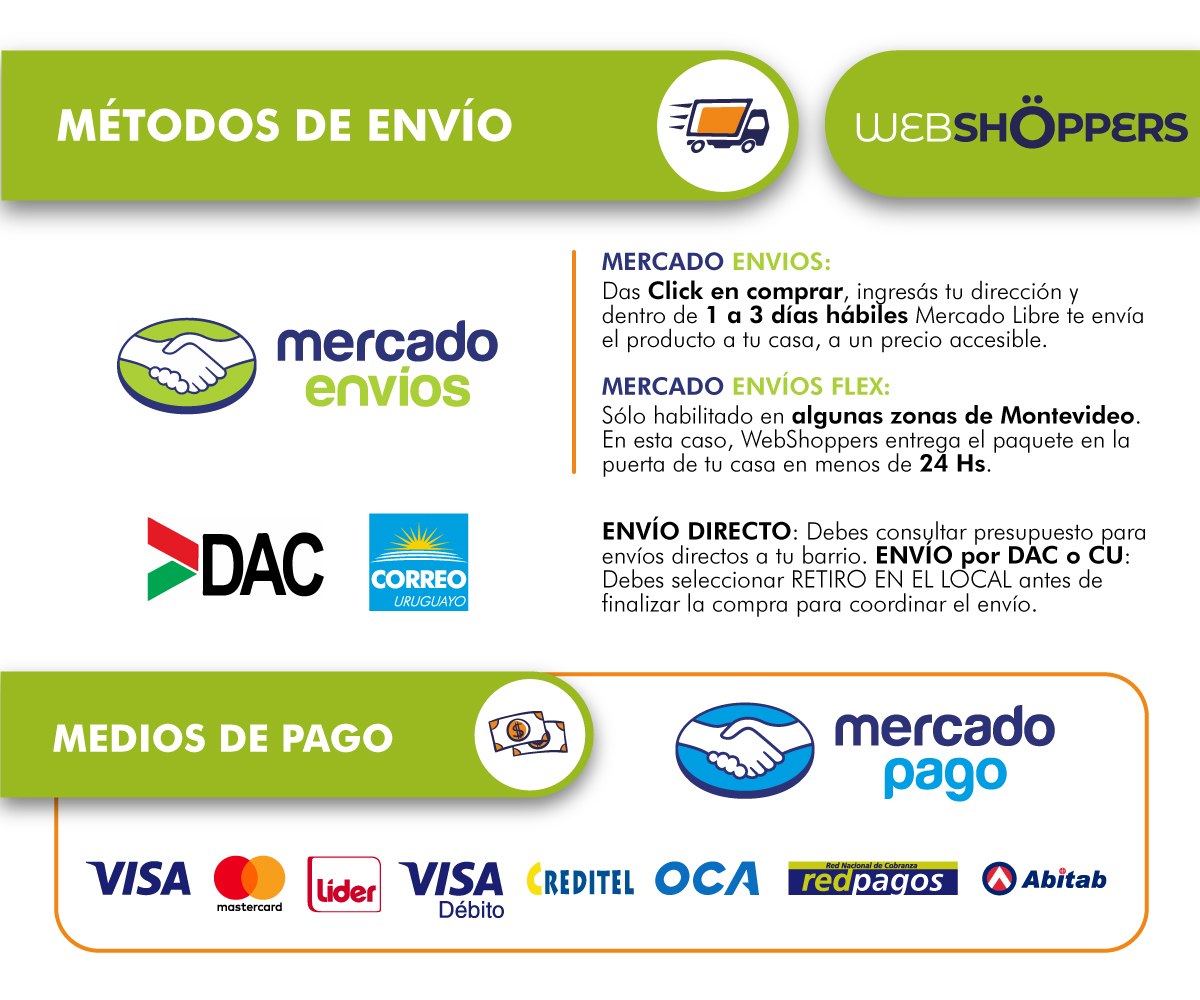 MÉTODOS DE ENVÍO
WEBSHÖPPERS
mercado
envíos
MERCADO ENVIOS:
Das Click en comprar, ingresás tu dirección y
dentro de 1 a 3 días hábiles Mercado Libre te envía
el producto a tu casa, a un precio accesible.
MERCADO ENVÍOS FLEX:
Sólo habilitado en algunas zonas de Montevideo.
En esta caso, WebShoppers entrega el paquete en la
puerta de tu casa en menos de 24 Hs.
DAC
CORREO
URUGUAYO
ENVÍO DIRECTO: Debes consultar presupuesto para
envíos directos a tu barrio. ENVÍO por DAC o CU:
Debes seleccionar RETIRO EN EL LOCAL antes de
finalizar la compra para coordinar el envío.
MEDIOS DE PAGO
$
mercado
pago
VISA
mastercard
Líder
VISA
Débito
CREDITEL
OCA
Red Nacional de Cobranza
redpagos
Abitab